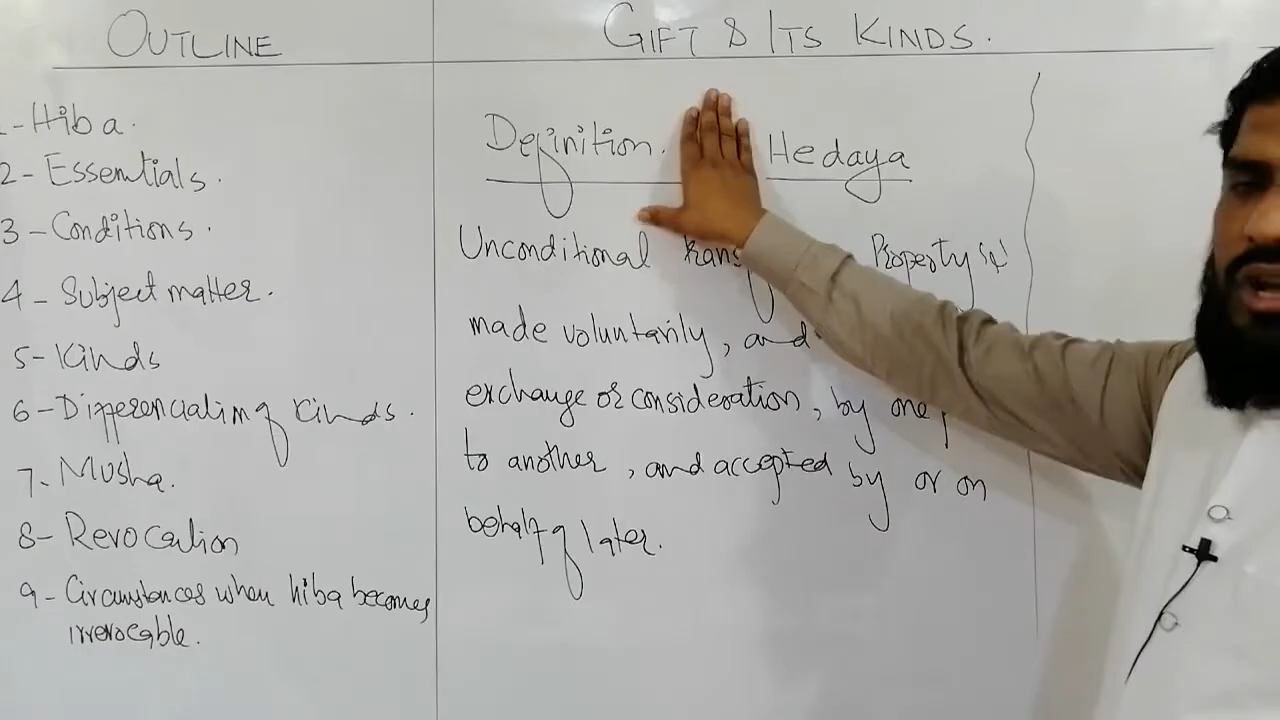 OUTLINE
1-Hiba.
2-Essentials.
3-Conditions.
4-Subject matter.
5-Kinds
6-Differenciating Kinds.
7. Musha.
8-Revocation
9-Circumstances when hiba becomes
irrevocable.
GIFT & ITS KINDS.
Definition. Hedaya
Unconditional Property
made voluntarily, and
exchange or consideration, by one
to another, and accepted by or on
behalf of later.